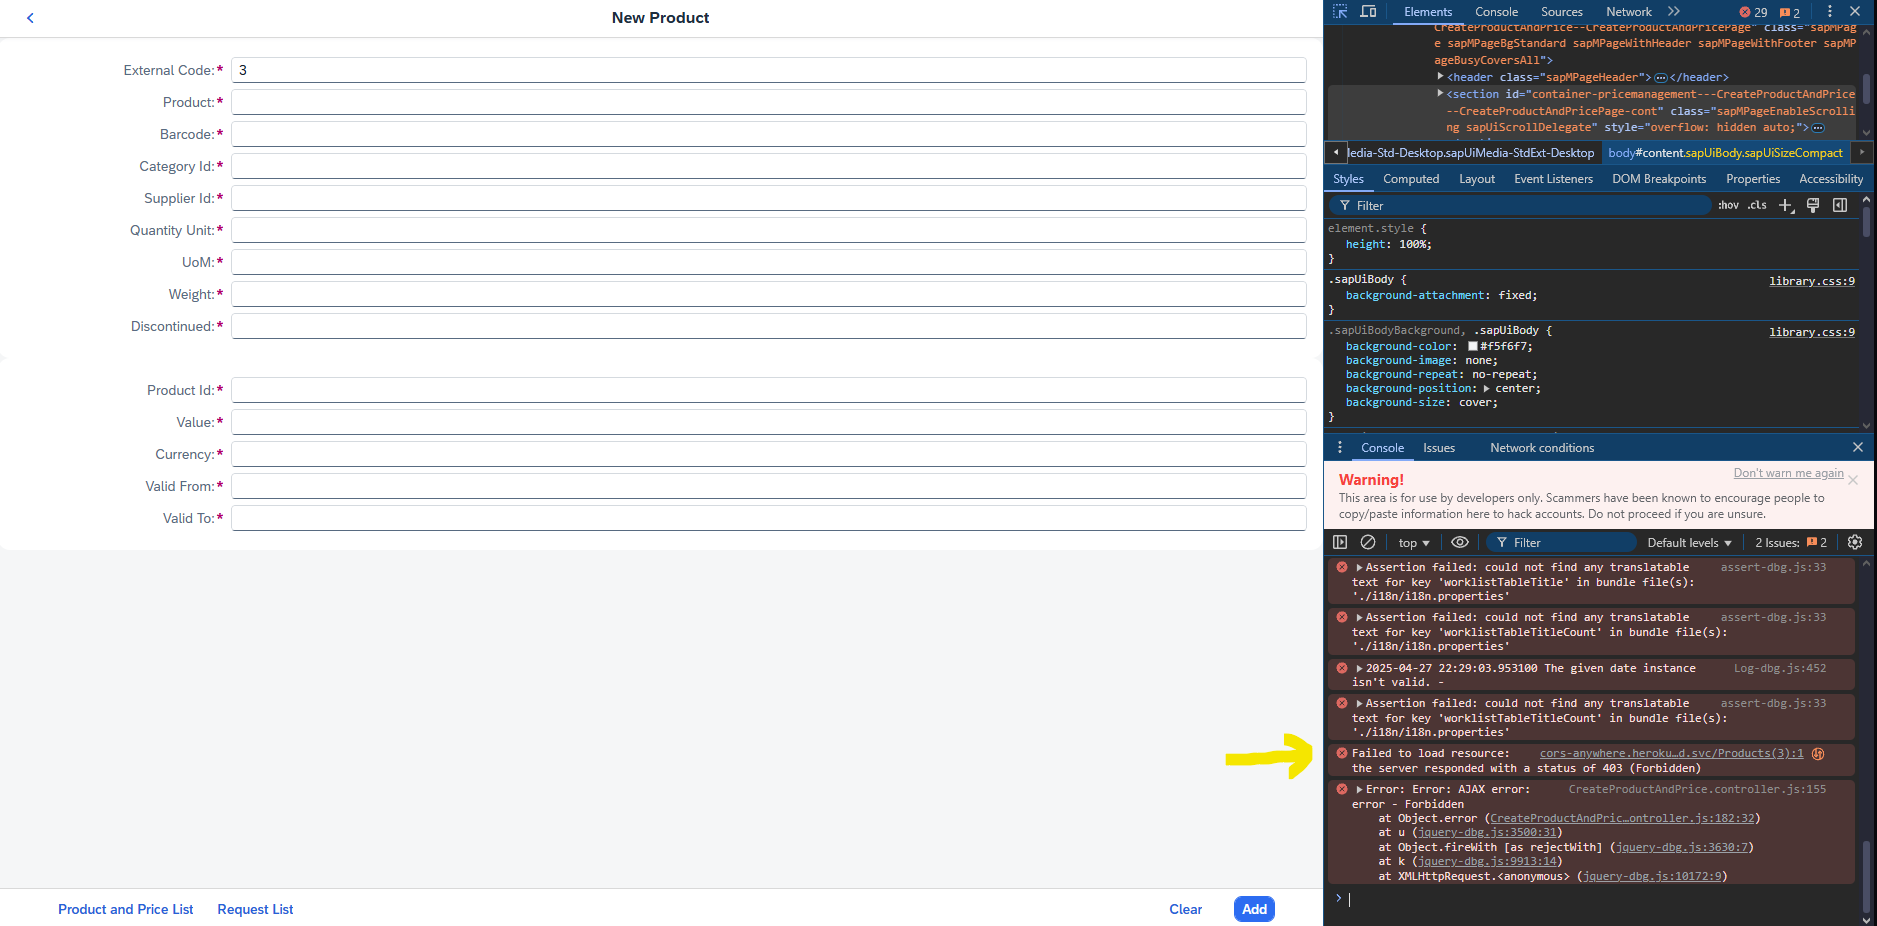 New Product
External Code:* 3
Product:*
Barcode:*
Category Id:*
Supplier Id:*
Quantity Unit:*
UoM:*
Weight:*
Discontinued:*
Product Id:*
Value:*
Currency:*
Valid From:*
Valid To:*
Product and Price List Request List Clear Add
Elements Console Sources Network 29 2
CreateProductAndPrice--CreateProductAndPricePage" class="sapMPag
e sapMPageBgStandard sapMPageWithHeader sapMPageWithFooter sapMP
ageBusyCoversAll">
<header class="sapMPageHeader"> </header>
<section id="container-pricemanagement---CreateProductAndPrice
--CreateProductAndPricePage-cont" class="sapMPageEnableScrolli
ng sapUiScrollDelegate" style="overflow: hidden auto;">
ledia-Std-Desktop.sapUiMedia-StdExt-Desktop body#content.sapUiBody.sapUiSizeCompact
Styles Computed Layout Event Listeners DOM Breakpoints Properties Accessibility
Filter :hov .cls
element.style {
height: 100%;
}
.sapUiBody { library.css:9
background-attachment: fixed;
}
.sapUiBodyBackground, .sapUiBody { library.css:9
background-color: #f5f6f7;
background-image: none;
background-repeat: no-repeat;
background-position: center;
background-size: cover;
}
Console Issues Network conditions
Don't warn me again
Warning!
This area is for use by developers only. Scammers have been known to encourage people to
copy/paste information here to hack accounts. Do not proceed if you are unsure.
top Filter Default levels 2 Issues: 2
Assertion failed: could not find any translatable assert-dbg.js:33
text for key 'worklistTableTitle' in bundle file(s):
'./i18n/i18n.properties'
Assertion failed: could not find any translatable assert-dbg.js:33
text for key 'worklistTableTitleCount' in bundle file(s):
'./i18n/i18n.properties'
2025-04-27 22:29:03.953100 The given date instance Log-dbg.js:452
isn't valid. -
Assertion failed: could not find any translatable assert-dbg.js:33
text for key 'worklistTableTitleCount' in bundle file(s):
'./i18n/i18n.properties'
Failed to load resource: cors-anywhere.heroku…d.svc/Products(3):1
the server responded with a status of 403 (Forbidden)
Error: Error: AJAX error: CreateProductAndPrice.controller.js:155
error - Forbidden
at Object.error (CreateProductAndPric…ontroller.js:182:32)
at u (jquery-dbg.js:3500:31)
at Object.fireWith [as rejectWith] (jquery-dbg.js:3630:7)
at k (jquery-dbg.js:9913:14)
at XMLHttpRequest.<anonymous> (jquery-dbg.js:10172:9)